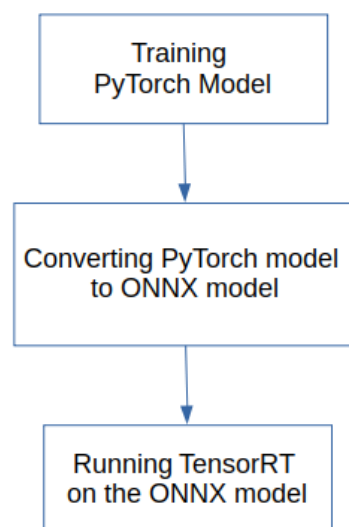 Training
PyTorch Model
Converting PyTorch model
to ONNX model
Running TensorRT
on the ONNX model